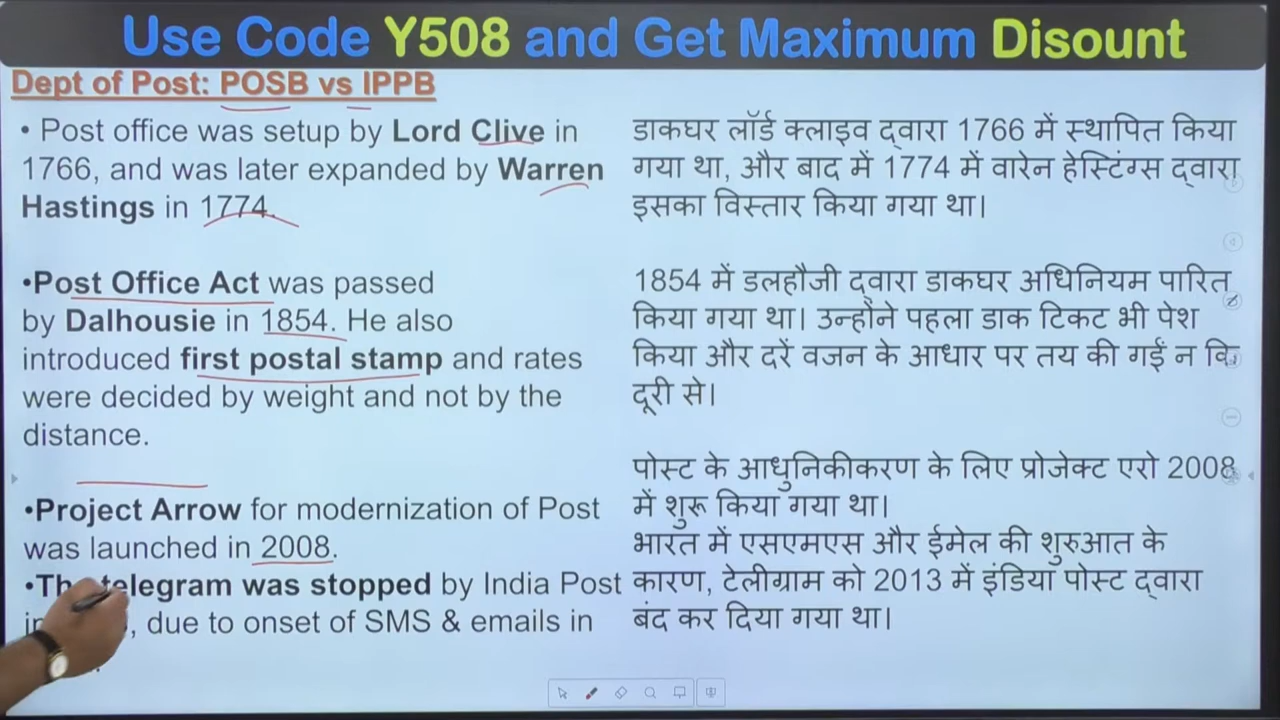 Use Code Y508 and Get Maximum Disount
Dept of Post: POSB vs IPPB
• Post office was setup by Lord Clive in
1766, and was later expanded by Warren
Hastings in 1774.
•Post Office Act was passed
by Dalhousie in 1854. He also
introduced first postal stamp and rates
were decided by weight and not by the
distance.
•Project Arrow for modernization of Post
was launched in 2008.
telegram was stopped by India Post
, due to onset of SMS & emails in
डाकघर लॉर्ड क्लाइव द्वारा 1766 में स्थापित किया
गया था, और बाद में 1774 में वारेन हेस्टिंग्स द्वारा
इसका विस्तार किया गया था।
1854 में डलहौजी द्वारा डाकघर अधिनियम पारित
किया गया था। उन्होंने पहला डाक टिकट भी पेश
किया और दरें वजन के आधार पर तय की गईं न कि
दूरी से।
पोस्ट के आधुनिकीकरण के लिए प्रोजेक्ट एरो 2008
में शुरू किया गया था।
भारत में एसएमएस और ईमेल की शुरुआत के
कारण, टेलीग्राम को 2013 में इंडिया पोस्ट द्वारा
बंद कर दिया गया था।